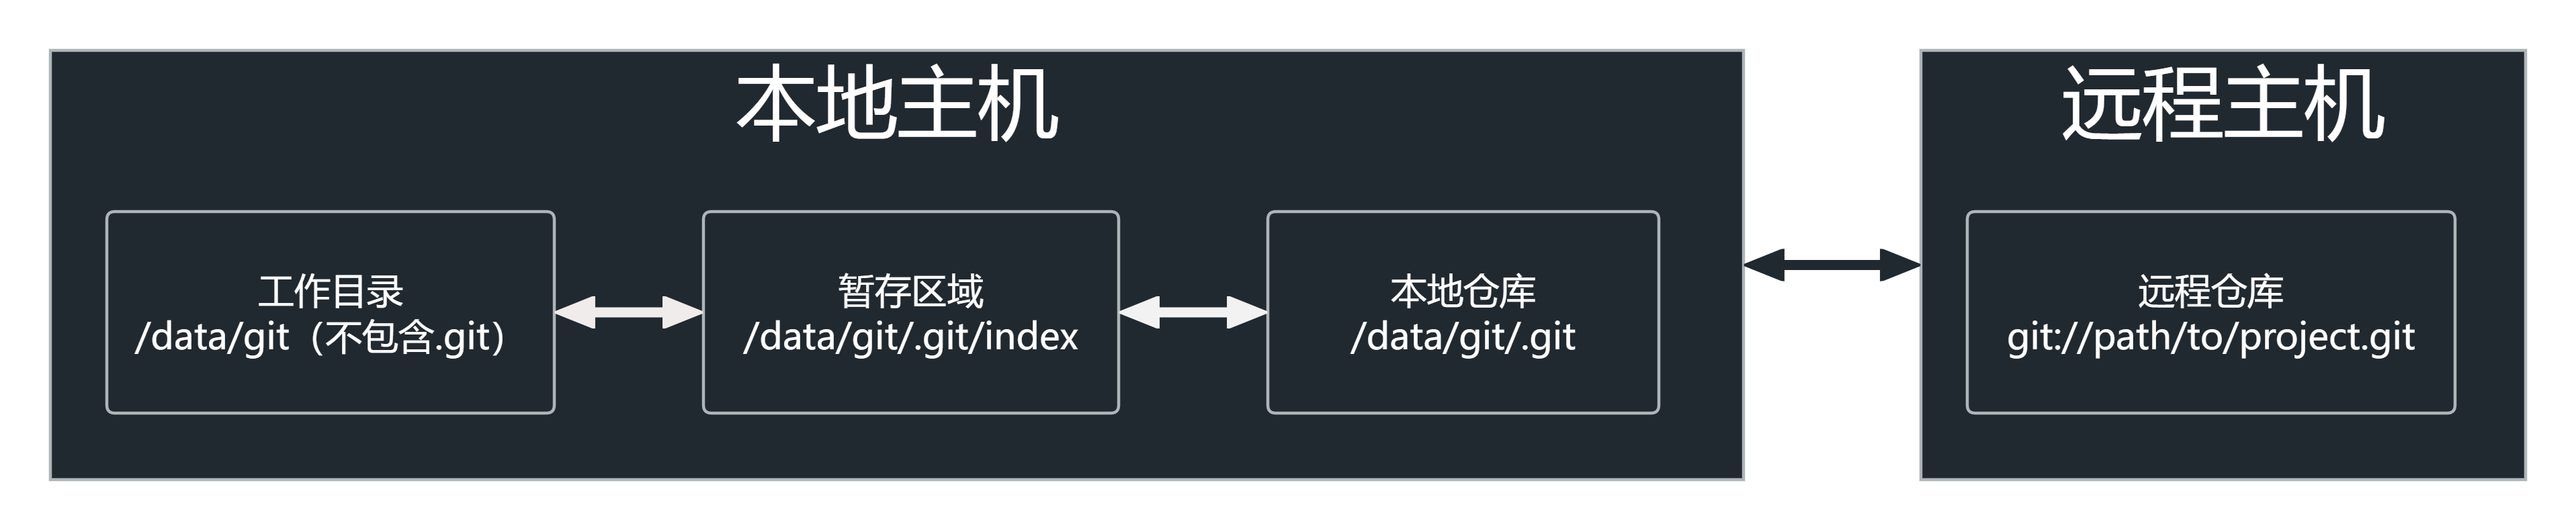 本地主机
远程主机
工作目录
/data/git（不包含.git）
暂存区域
/data/git/.git/index
本地仓库
/data/git/.git
远程仓库
git://path/to/project.git